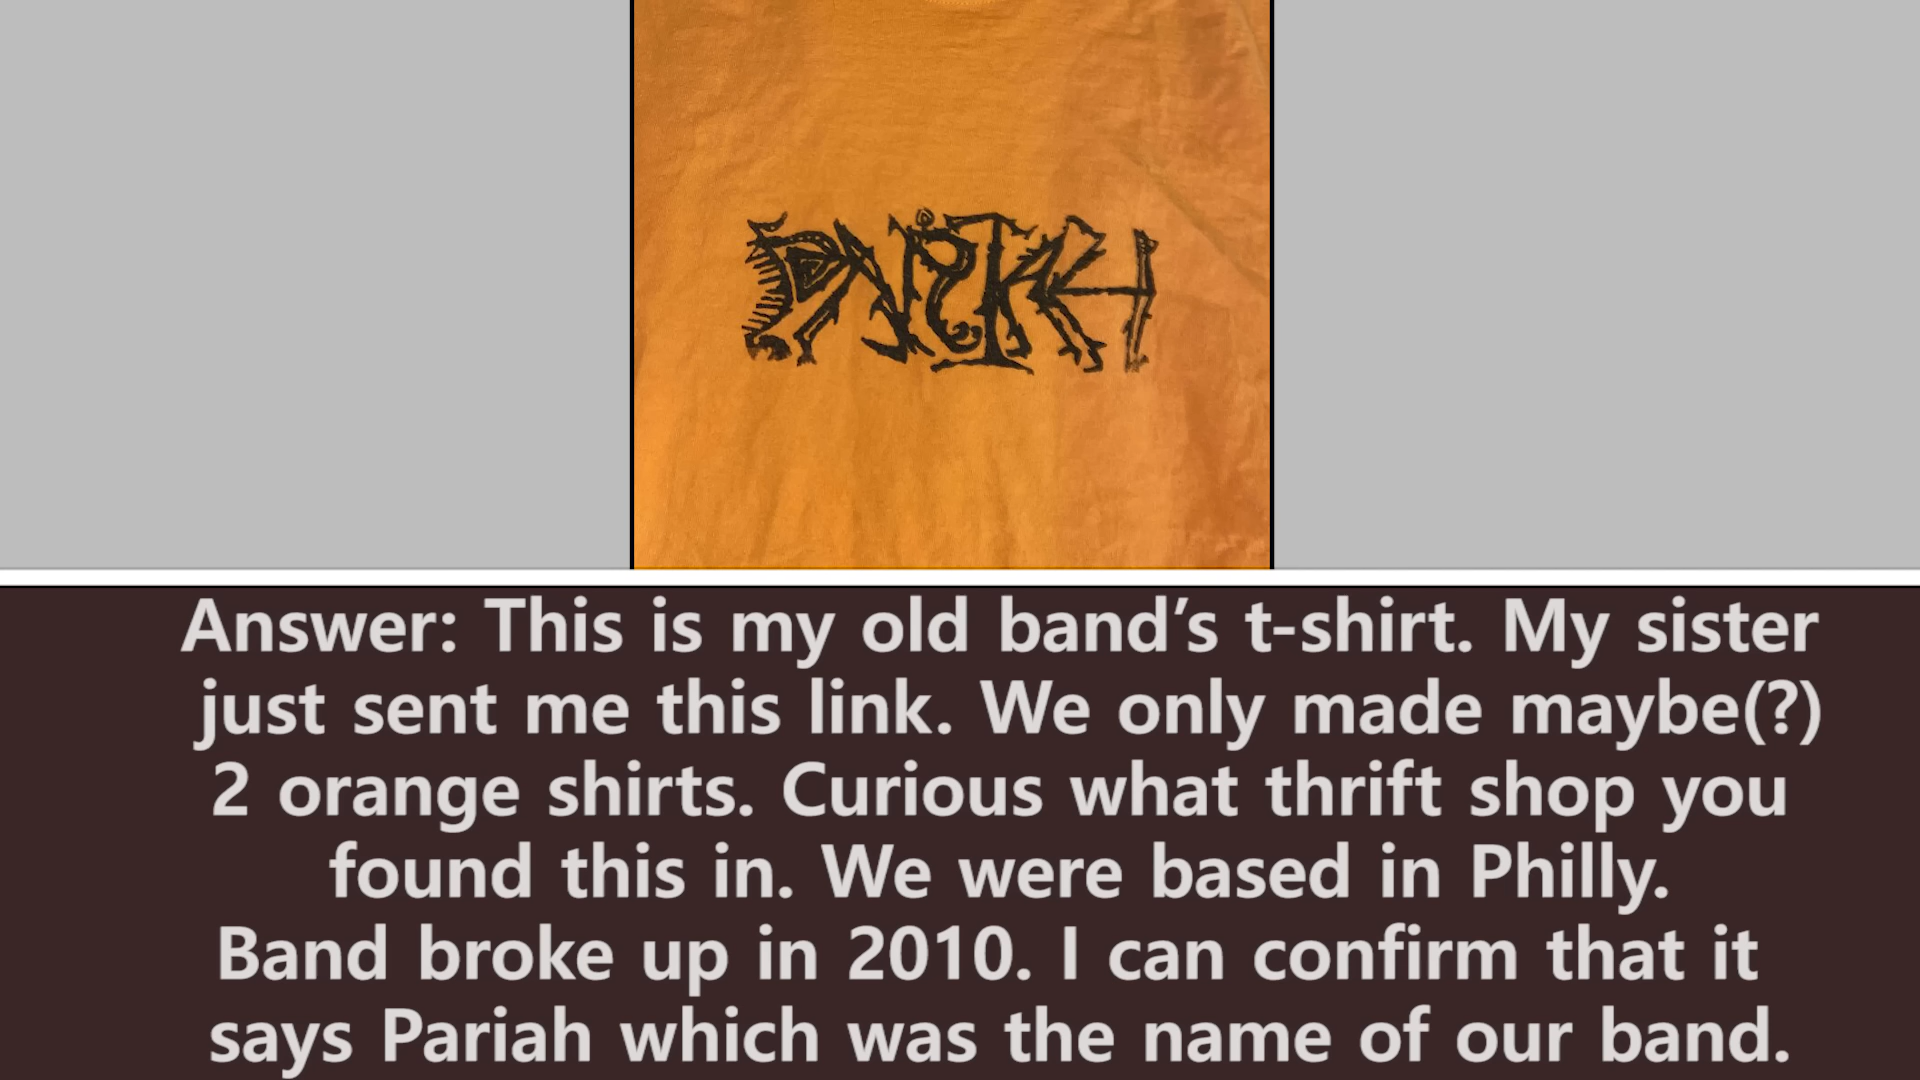 Answer: This is my old band’s t-shirt. My sister
just sent me this link. We only made maybe(?)
2 orange shirts. Curious what thrift shop you
found this in. We were based in Philly.
Band broke up in 2010. I can confirm that it
says Pariah which was the name of our band.